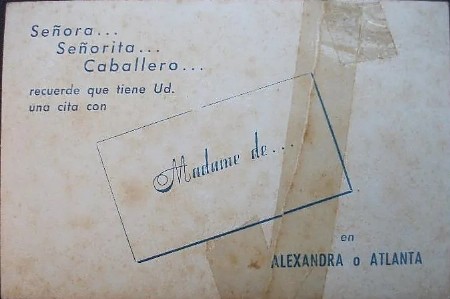 Señora...
Señorita...
Caballero...
recuerde que tiene Ud.
una cita con
Madame de...
en
ALEXANDRA o ATLANTA